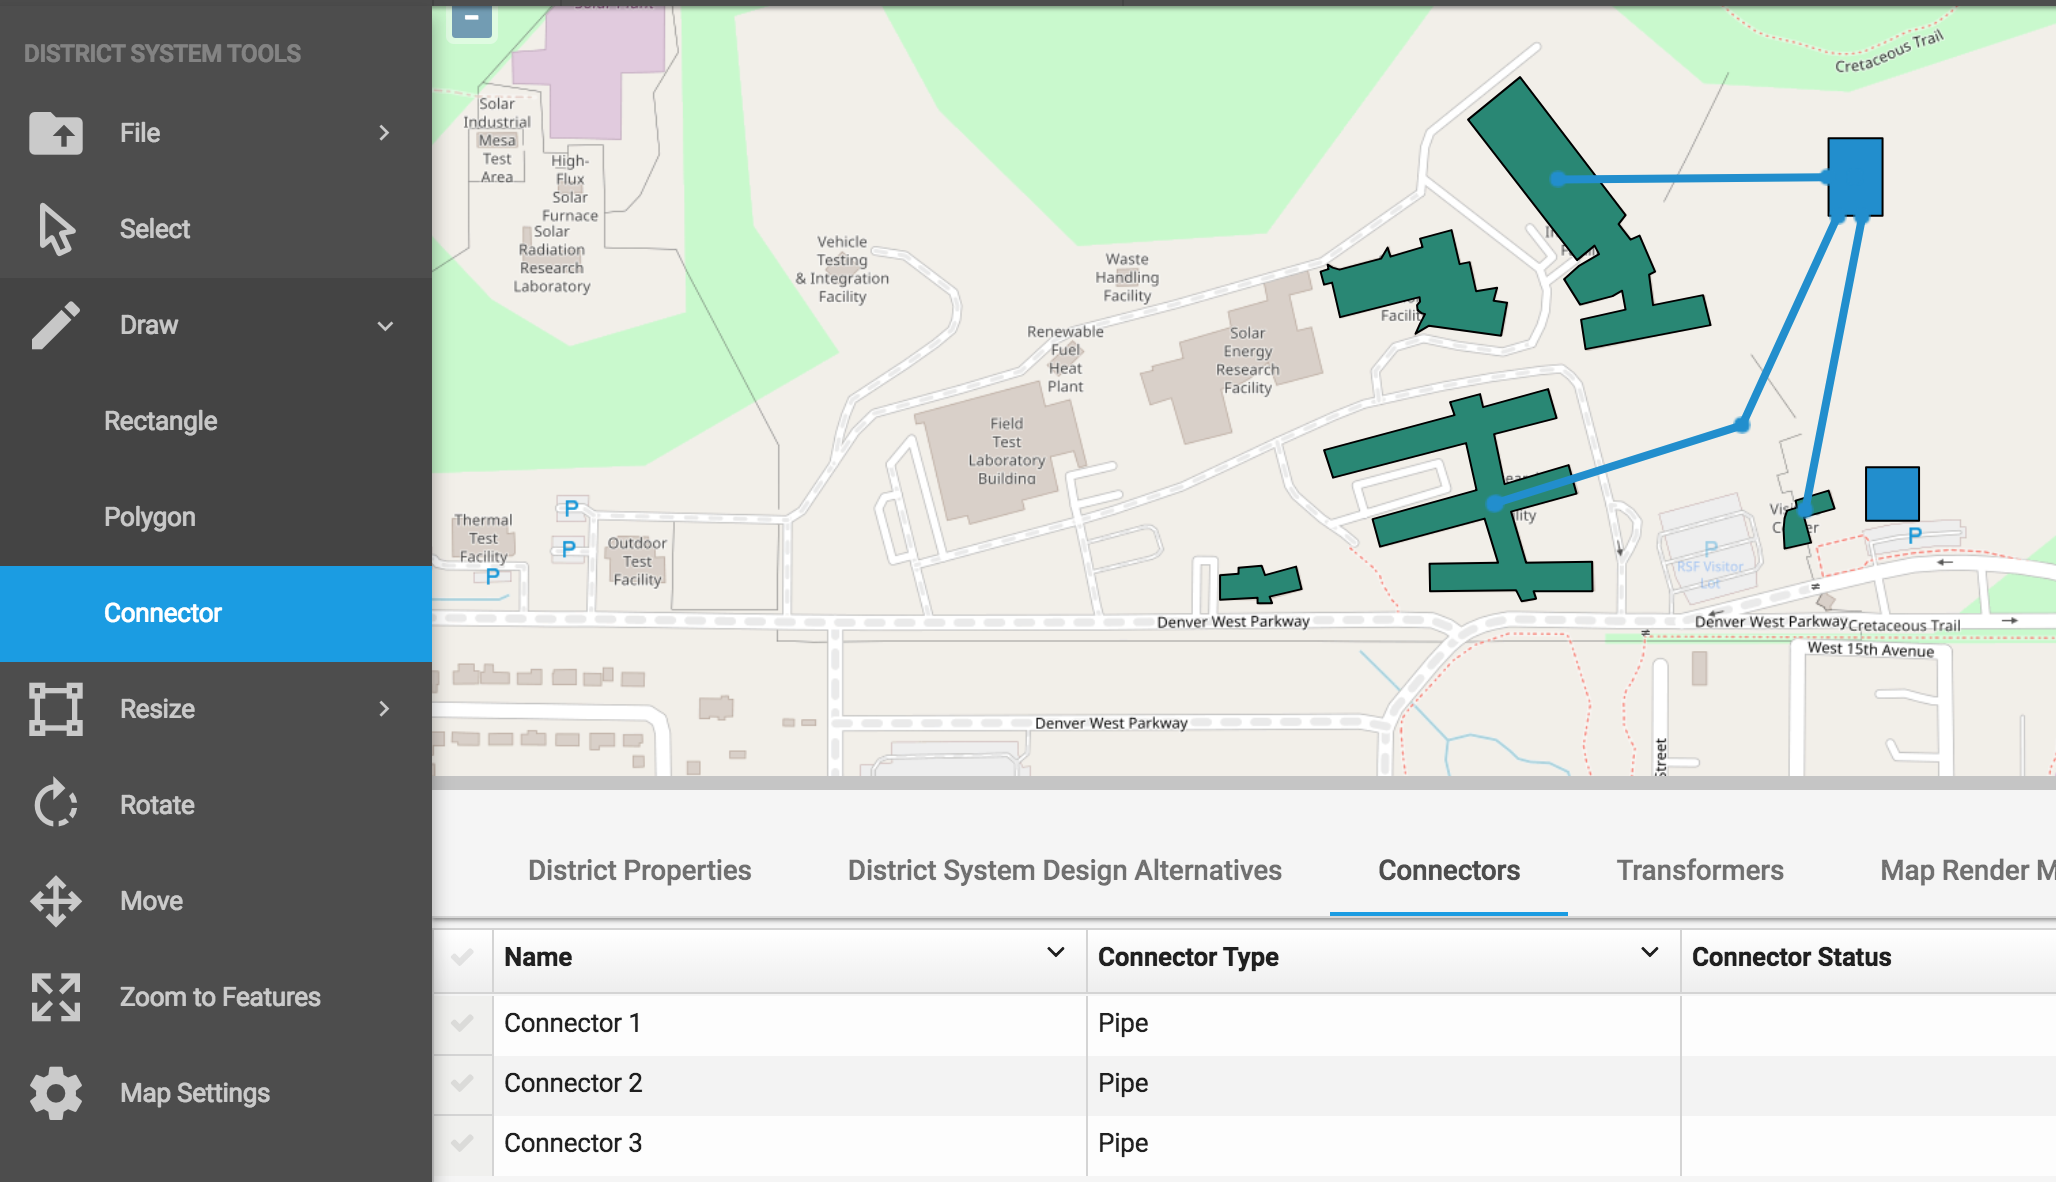 DISTRICT SYSTEM TOOLS
File
Select
Draw
Rectangle
Polygon
Connector
Resize
Rotate
Move
Zoom to Features
Map Settings
Cretaceous Trail
Solar
Industrial
Mesa
Test
Area
High-
Flux
Solar
Furnace
Solar
Radiation
Research
Laboratory
Vehicle
Testing
& Integration
Facility
Waste
Handling
Facility
Renewable
Fuel
Heat
Plant
Solar
Energy
Research
Facility
Field
Test
Laboratory
Building
Thermal
Test
Facility
P
P
P
Outdoor
Test
Facility
P
RSF Visitor
Lot
P
Denver West Parkway
Denver West Parkway
Cretaceous Trail
West 15th Avenue
Denver West Parkway
Street
District Properties
District System Design Alternatives
Connectors
Transformers
Map Render M
Name
Connector Type
Connector Status
Connector 1
Pipe
Connector 2
Pipe
Connector 3
Pipe